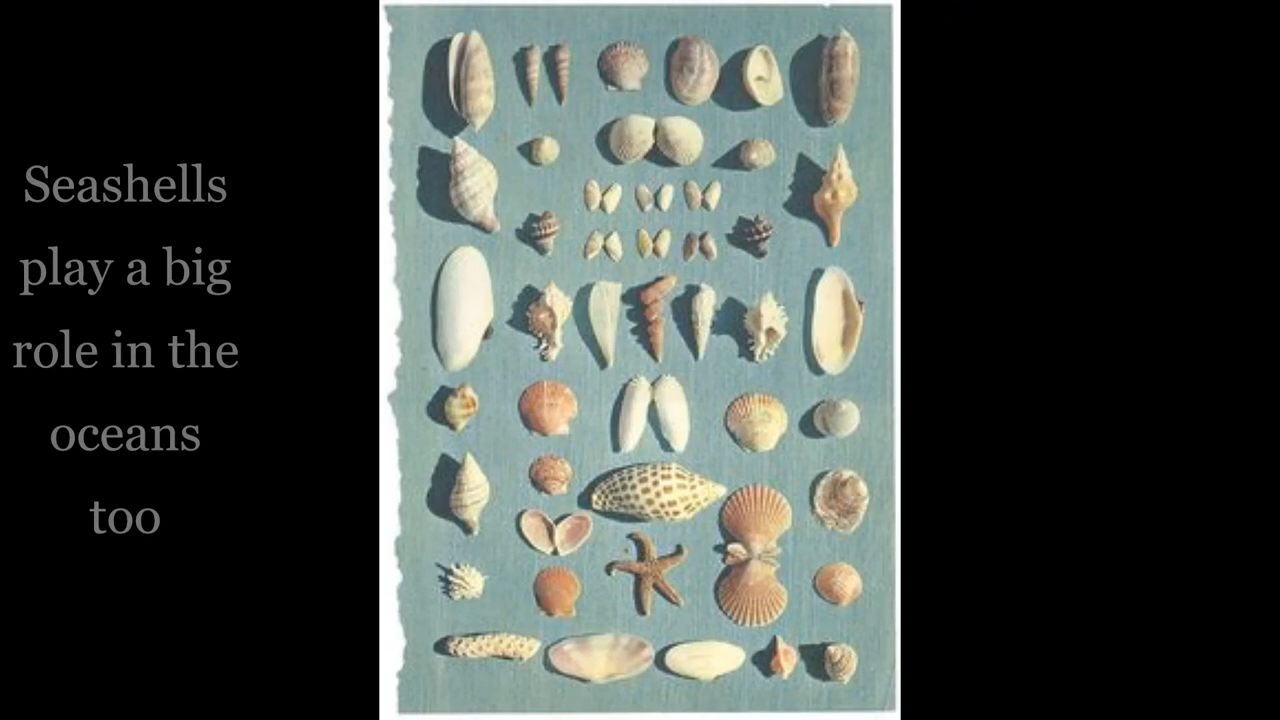 Seashells
play a big
role in the
oceans
too